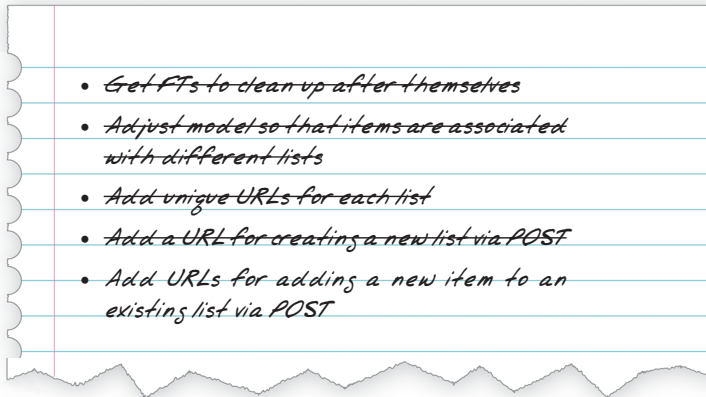 • Get FTs to clean up after themselves
• Adjust model so that items are associated
with different lists
• Add unique URLs for each list
• Add a URL for creating a new list via POST
• Add URLs for adding a new item to an
existing list via POST